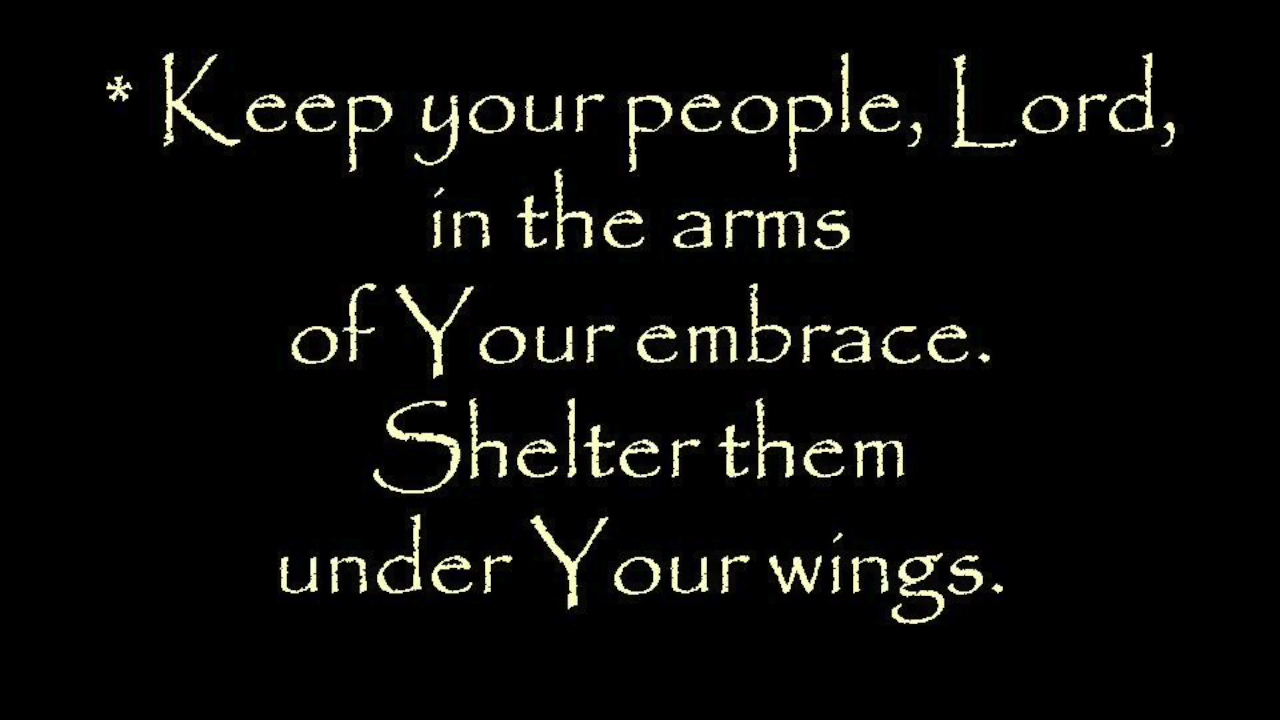 * Keep your people, Lord,
in the arms
of Your embrace.
Shelter them
under Your wings.